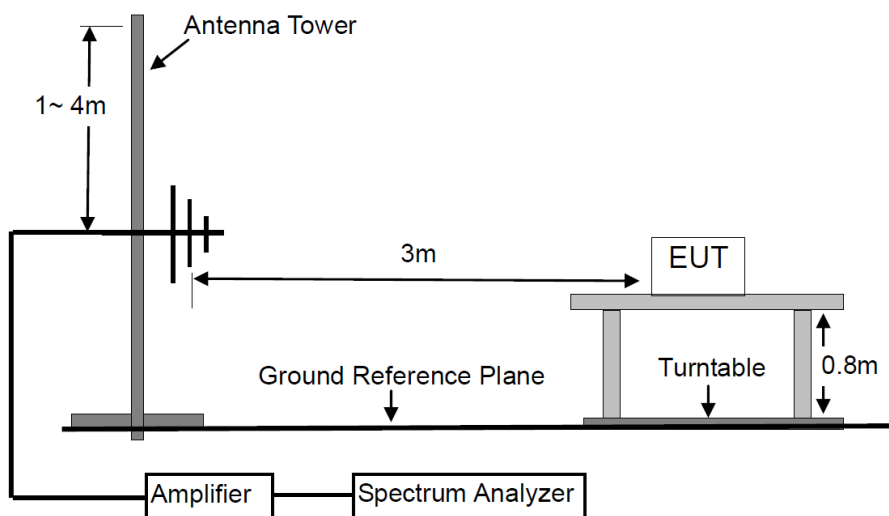 Antenna Tower
1~ 4m
3m
EUT
0.8m
Ground Reference Plane
Turntable
Amplifier
Spectrum Analyzer